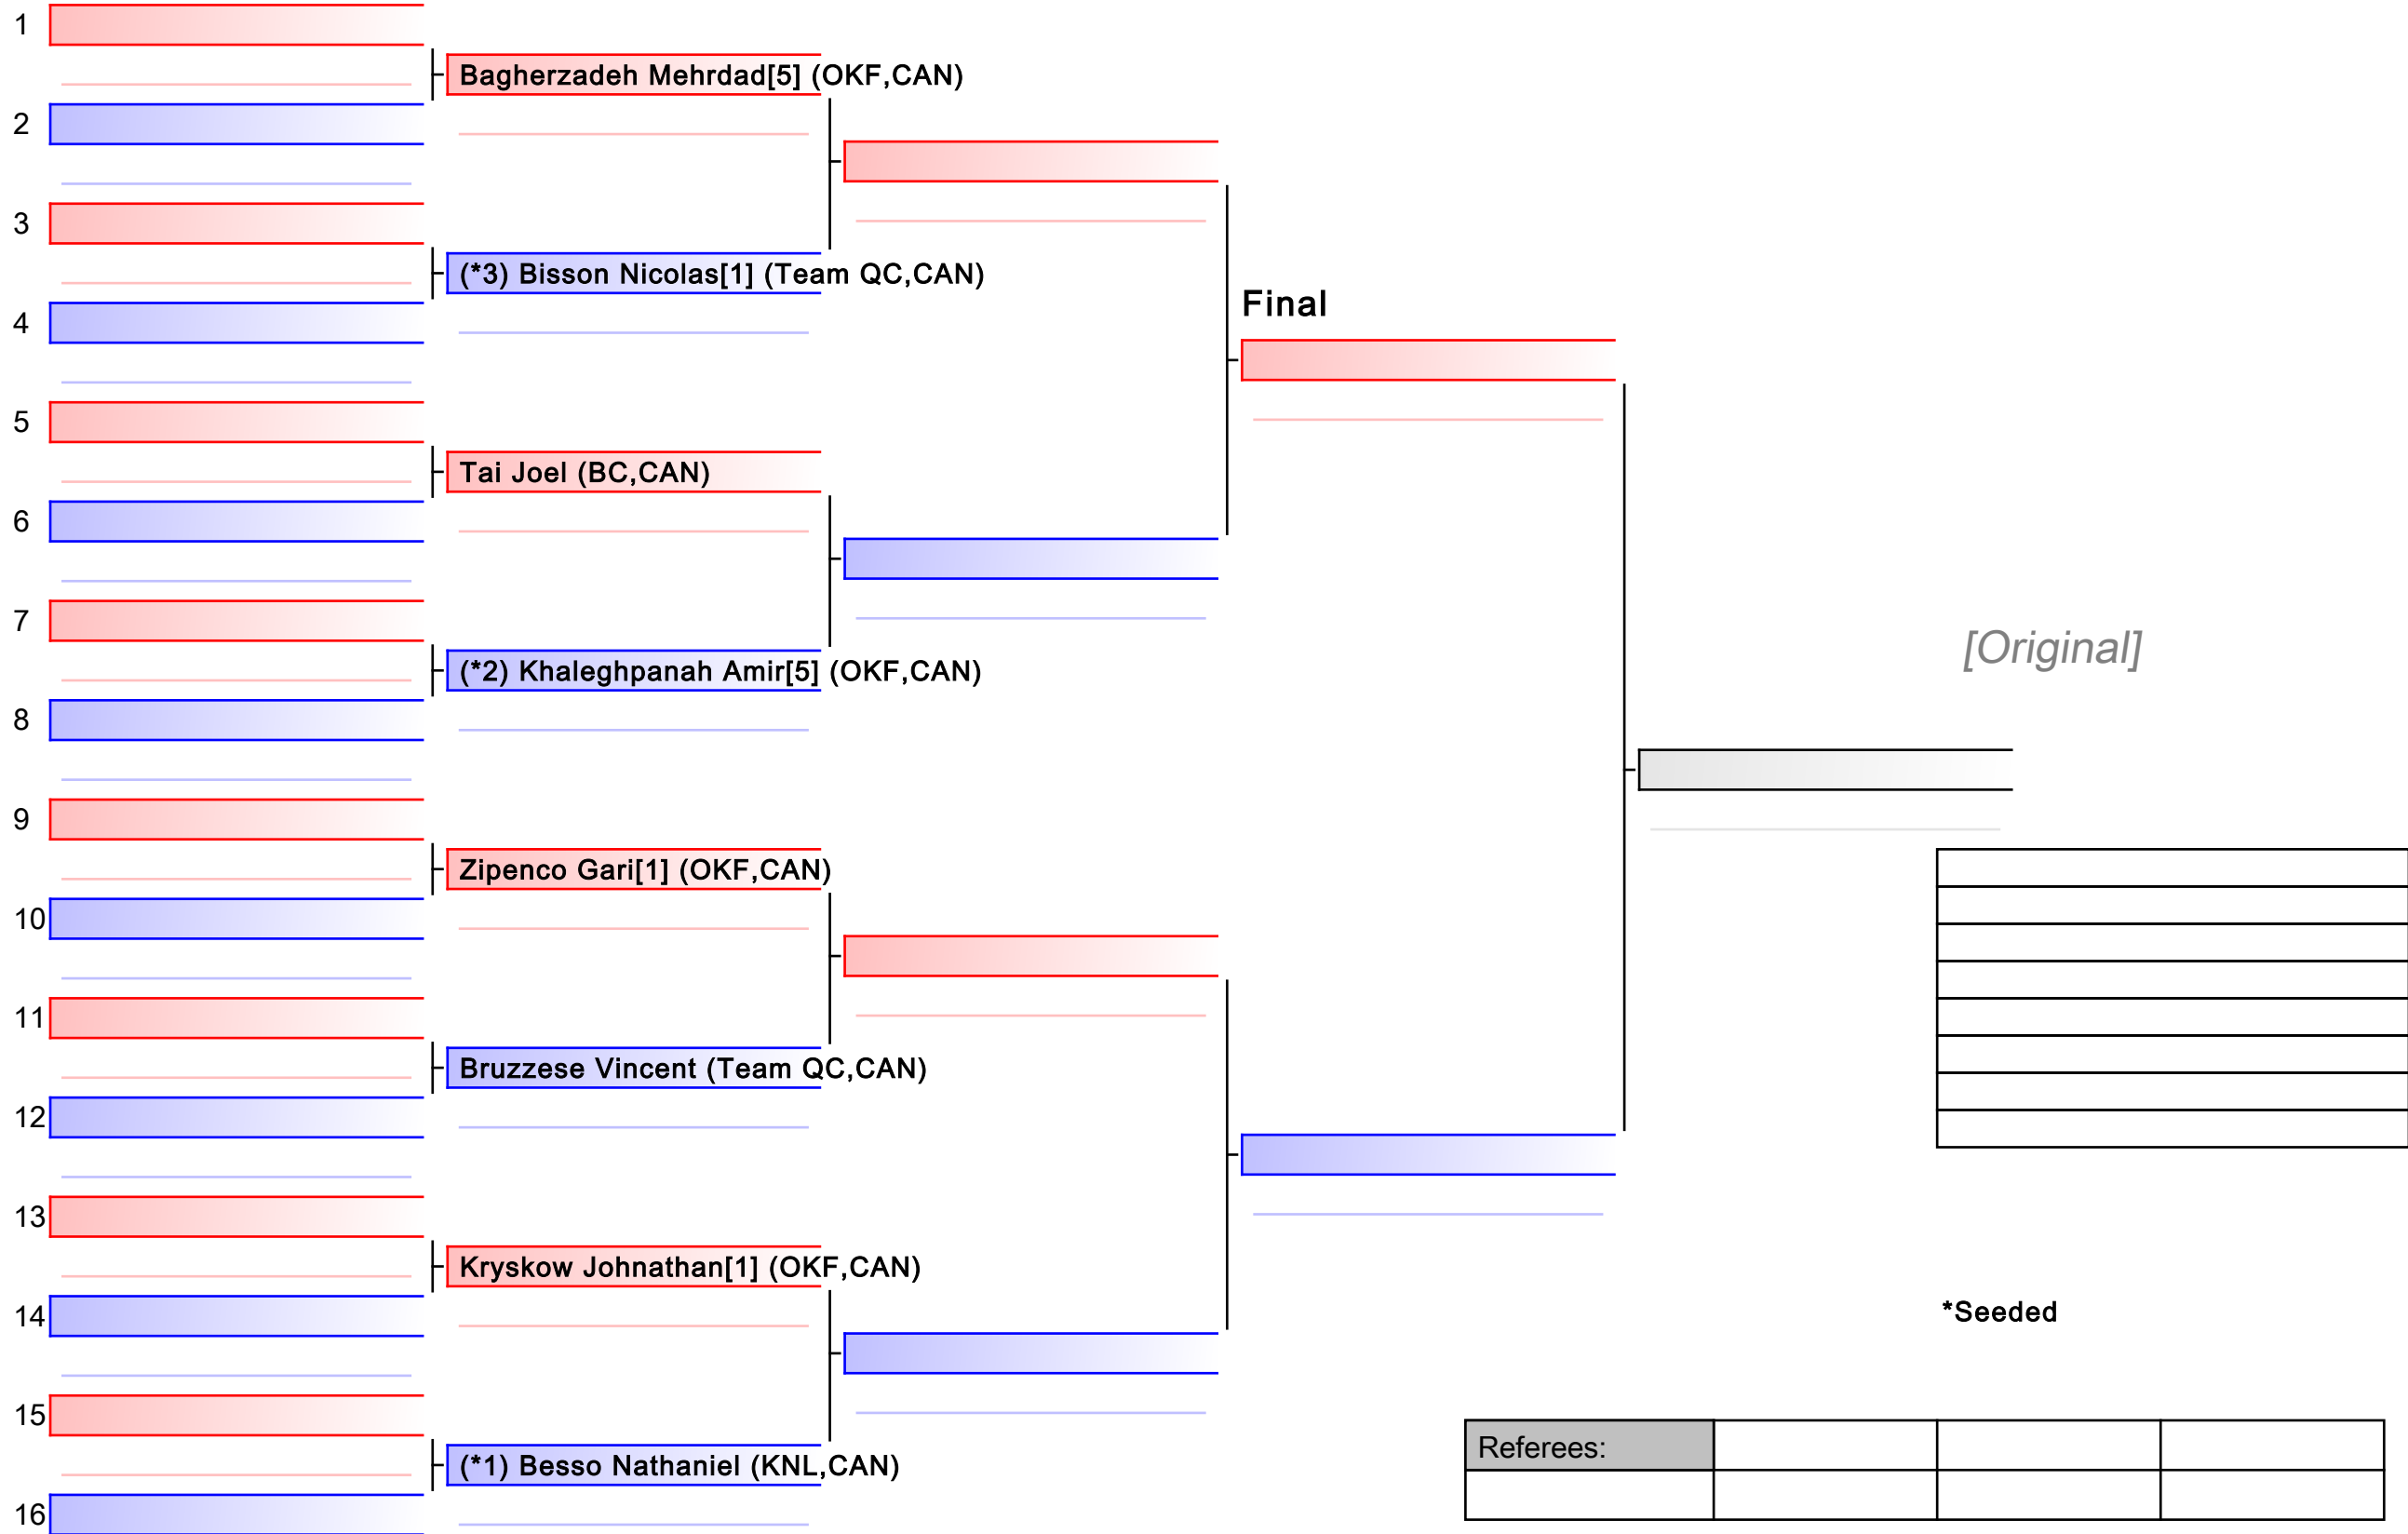 1
Bagherzadeh Mehrdad[5] (OKF,CAN)
2
3
(*3) Bisson Nicolas[1] (Team QC,CAN)
Final
4
5
Tai Joel (BC,CAN)
6
7
[Original]
(*2) Khaleghpanah Amir[5] (OKF,CAN)
8
9
Zipenco Gari[1] (OKF,CAN)
10
11
Bruzzese Vincent (Team QC,CAN)
12
13
Kryskow Johnathan[1] (OKF,CAN)
14
*Seeded
15
Referees:
(*1) Besso Nathaniel (KNL,CAN)
16